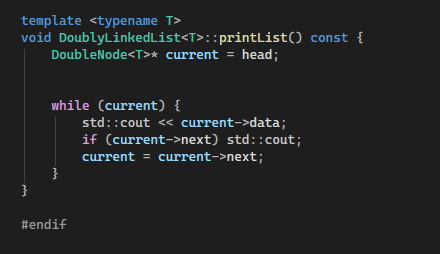 template <typename T>
void DoublyLinkedList<T>::printList() const {
    DoubleNode<T>* current = head;

    while (current) {
        std::cout << current->data;
        if (current->next) std::cout;
        current = current->next;
    }
}

#endif